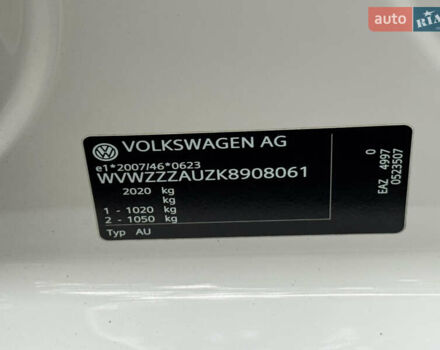 auto RIA
VOLKSWAGEN AG
e1*2007/46*0623
WVWZZZAUZK8908061
2020 kg
kg
1 - 1020 kg
2 - 1050 kg
Typ AU
0
EAZ 4997
0523507